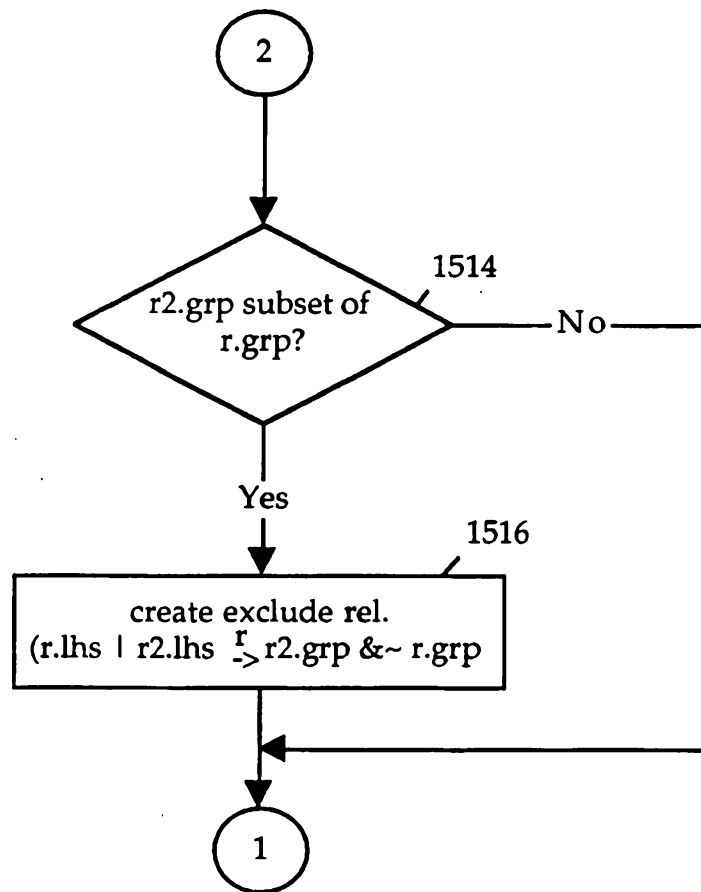 2
1514
r2.grp subset of
r.grp?
No
Yes
1516
create exclude rel.
r
(r.lhs | r2.lhs -> r2.grp &~ r.grp
1